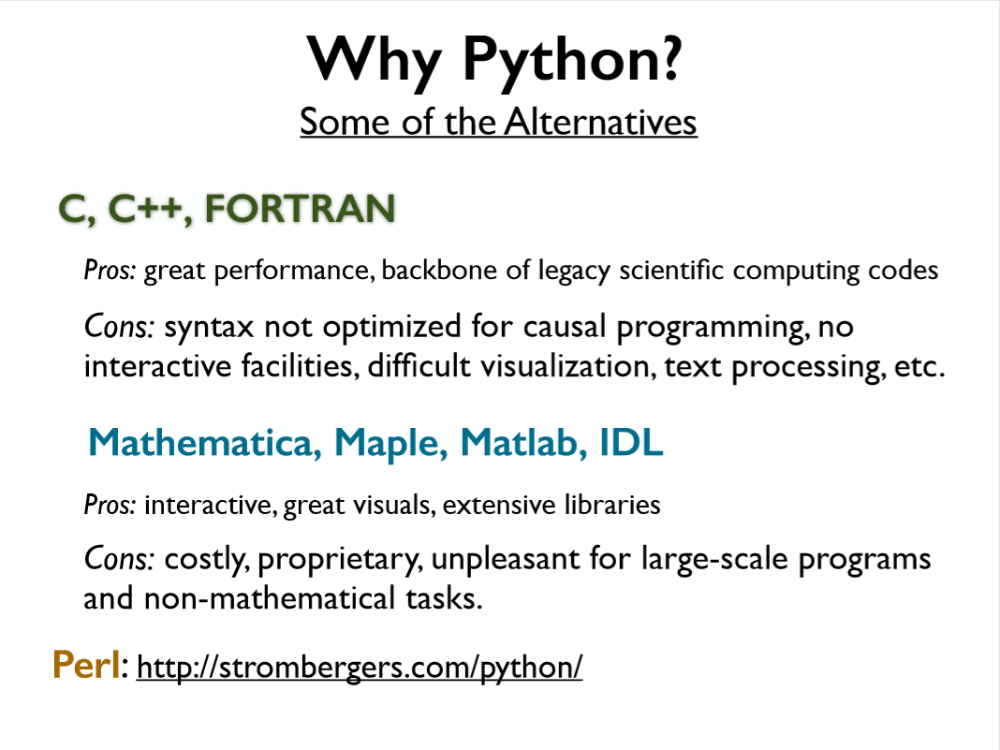 Why Python?
Some of the Alternatives
C, C++, FORTRAN
Pros: great performance, backbone of legacy scientific computing codes
Cons: syntax not optimized for causal programming, no
interactive facilities, difficult visualization, text processing, etc.
Mathematica, Maple, Matlab, IDL
Pros: interactive, great visuals, extensive libraries
Cons: costly, proprietary, unpleasant for large-scale programs
and non-mathematical tasks.
Perl: http://strombergers.com/python/